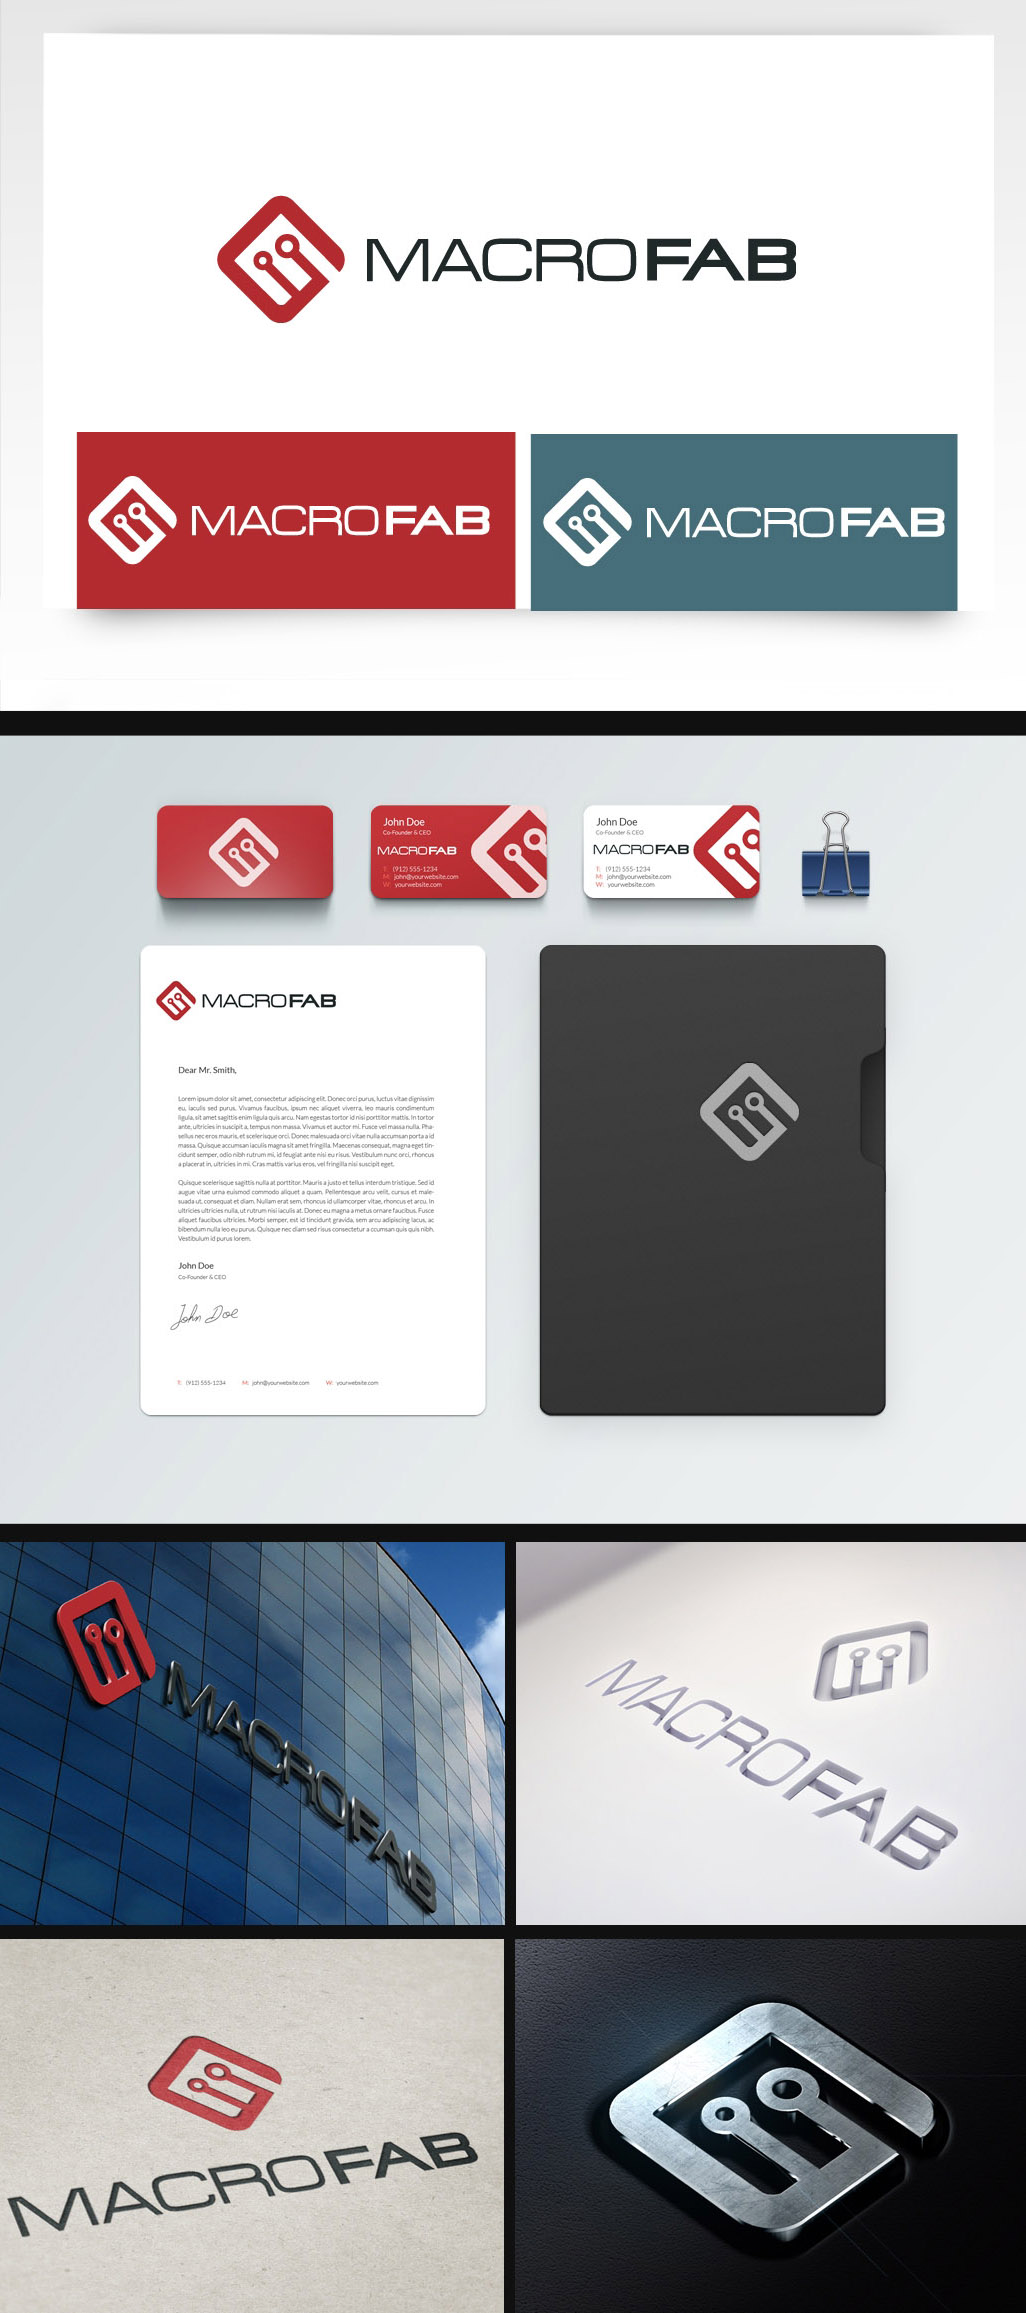 MACROFAB
MACROFAB
MACROFAB
John Doe
Co-Founder & CEO
MACROFAB
T: (912) 555-1234
M: john@yourwebsite.com
W: yourwebsite.com
John Doe
Co-Founder & CEO
MACROFAB
T: (912) 555-1234
M: john@yourwebsite.com
W: yourwebsite.com
MACROFAB
Dear Mr. Smith,
Lorem ipsum dolor sit amet, consectetur adipiscing elit. Donec orci purus, luctus vitae dignissim
eu, iaculis sed purus. Vivamus faucibus, ipsum nec aliquet viverra, leo mauris condimentum
ligula, sit amet sagittis enim ligula quis arcu. Nam egestas tortor id nisi porttitor mattis. In tortor
ante, ultricies in suscipit a, tempus non massa. Vivamus et auctor mi. Fusce vel massa nulla. Pha-
sellus nec eros mauris, et scelerisque orci. Donec malesuada orci vitae nulla accumsan porta a id
massa. Quisque accumsan iaculis magna sit amet fringilla. Maecenas consequat, magna eget tin-
cidunt semper, odio nibh rutrum mi, id feugiat ante nisi eu risus. Vestibulum nunc orci, rhoncus
a placerat in, ultricies in mi. Cras mattis varius eros, vel fringilla nisi suscipit eget.
Quisque scelerisque sagittis nulla at porttitor. Mauris a justo et tellus interdum tristique. Sed id
augue vitae urna euismod commodo aliquet a quam. Pellentesque arcu velit, cursus et male-
suada ut, consequat et diam. Nullam erat sem, rhoncus id ullamcorper vitae, rhoncus et arcu. In
ultricies ultricies nulla, ut rutrum nisi iaculis at. Donec eu magna a metus ornare faucibus. Fusce
aliquet faucibus ultricies. Morbi semper, est id tincidunt gravida, sem arcu adipiscing lacus, ac
bibendum nulla leo eu purus. Quisque nec diam sed risus consectetur a ccumsan quis quis nibh.
Vestibulum id purus lorem.
John Doe
Co-Founder & CEO
John Doe
T: (912) 555-1234 M: john@yourwebsite.com W: yourwebsite.com
MACROFAB
MACROFAB
MACROFAB